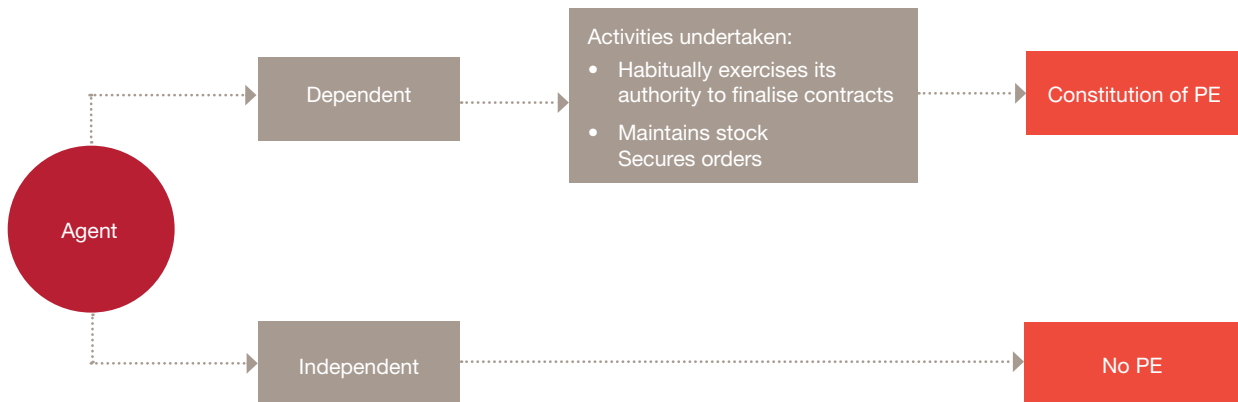 Activities undertaken:
• Habitually exercises its
authority to finalise contracts
• Maintains stock
Secures orders
Dependent
Constitution of PE
Agent
Independent
No PE